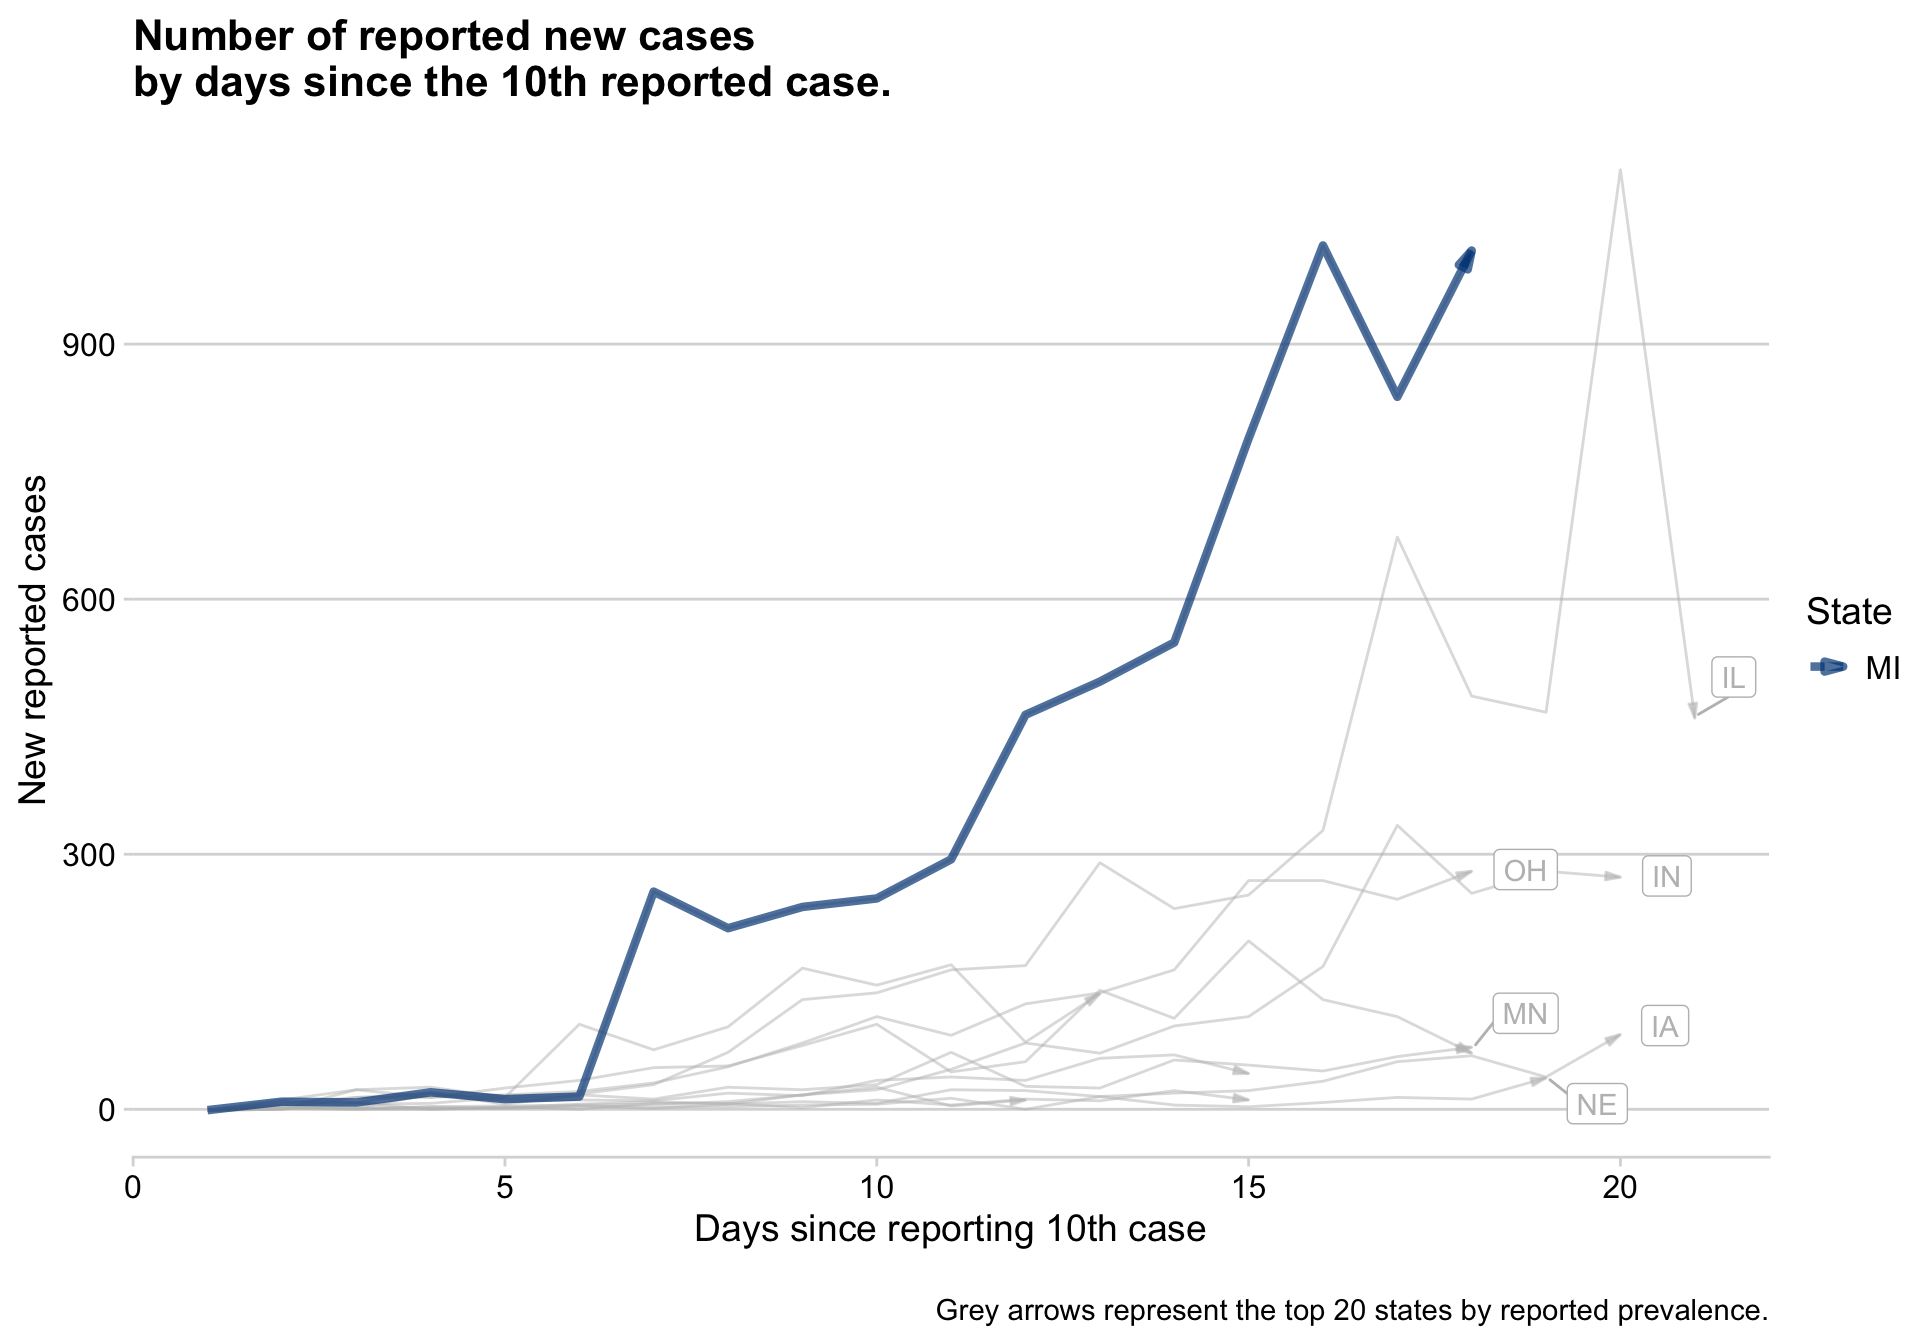 Number of reported new cases
by days since the 10th reported case.
New reported cases
900
600
300
0
IL
OH
IN
MN
IA
NE
State
MI
0
5
10
15
20
Days since reporting 10th case
Grey arrows represent the top 20 states by reported prevalence.